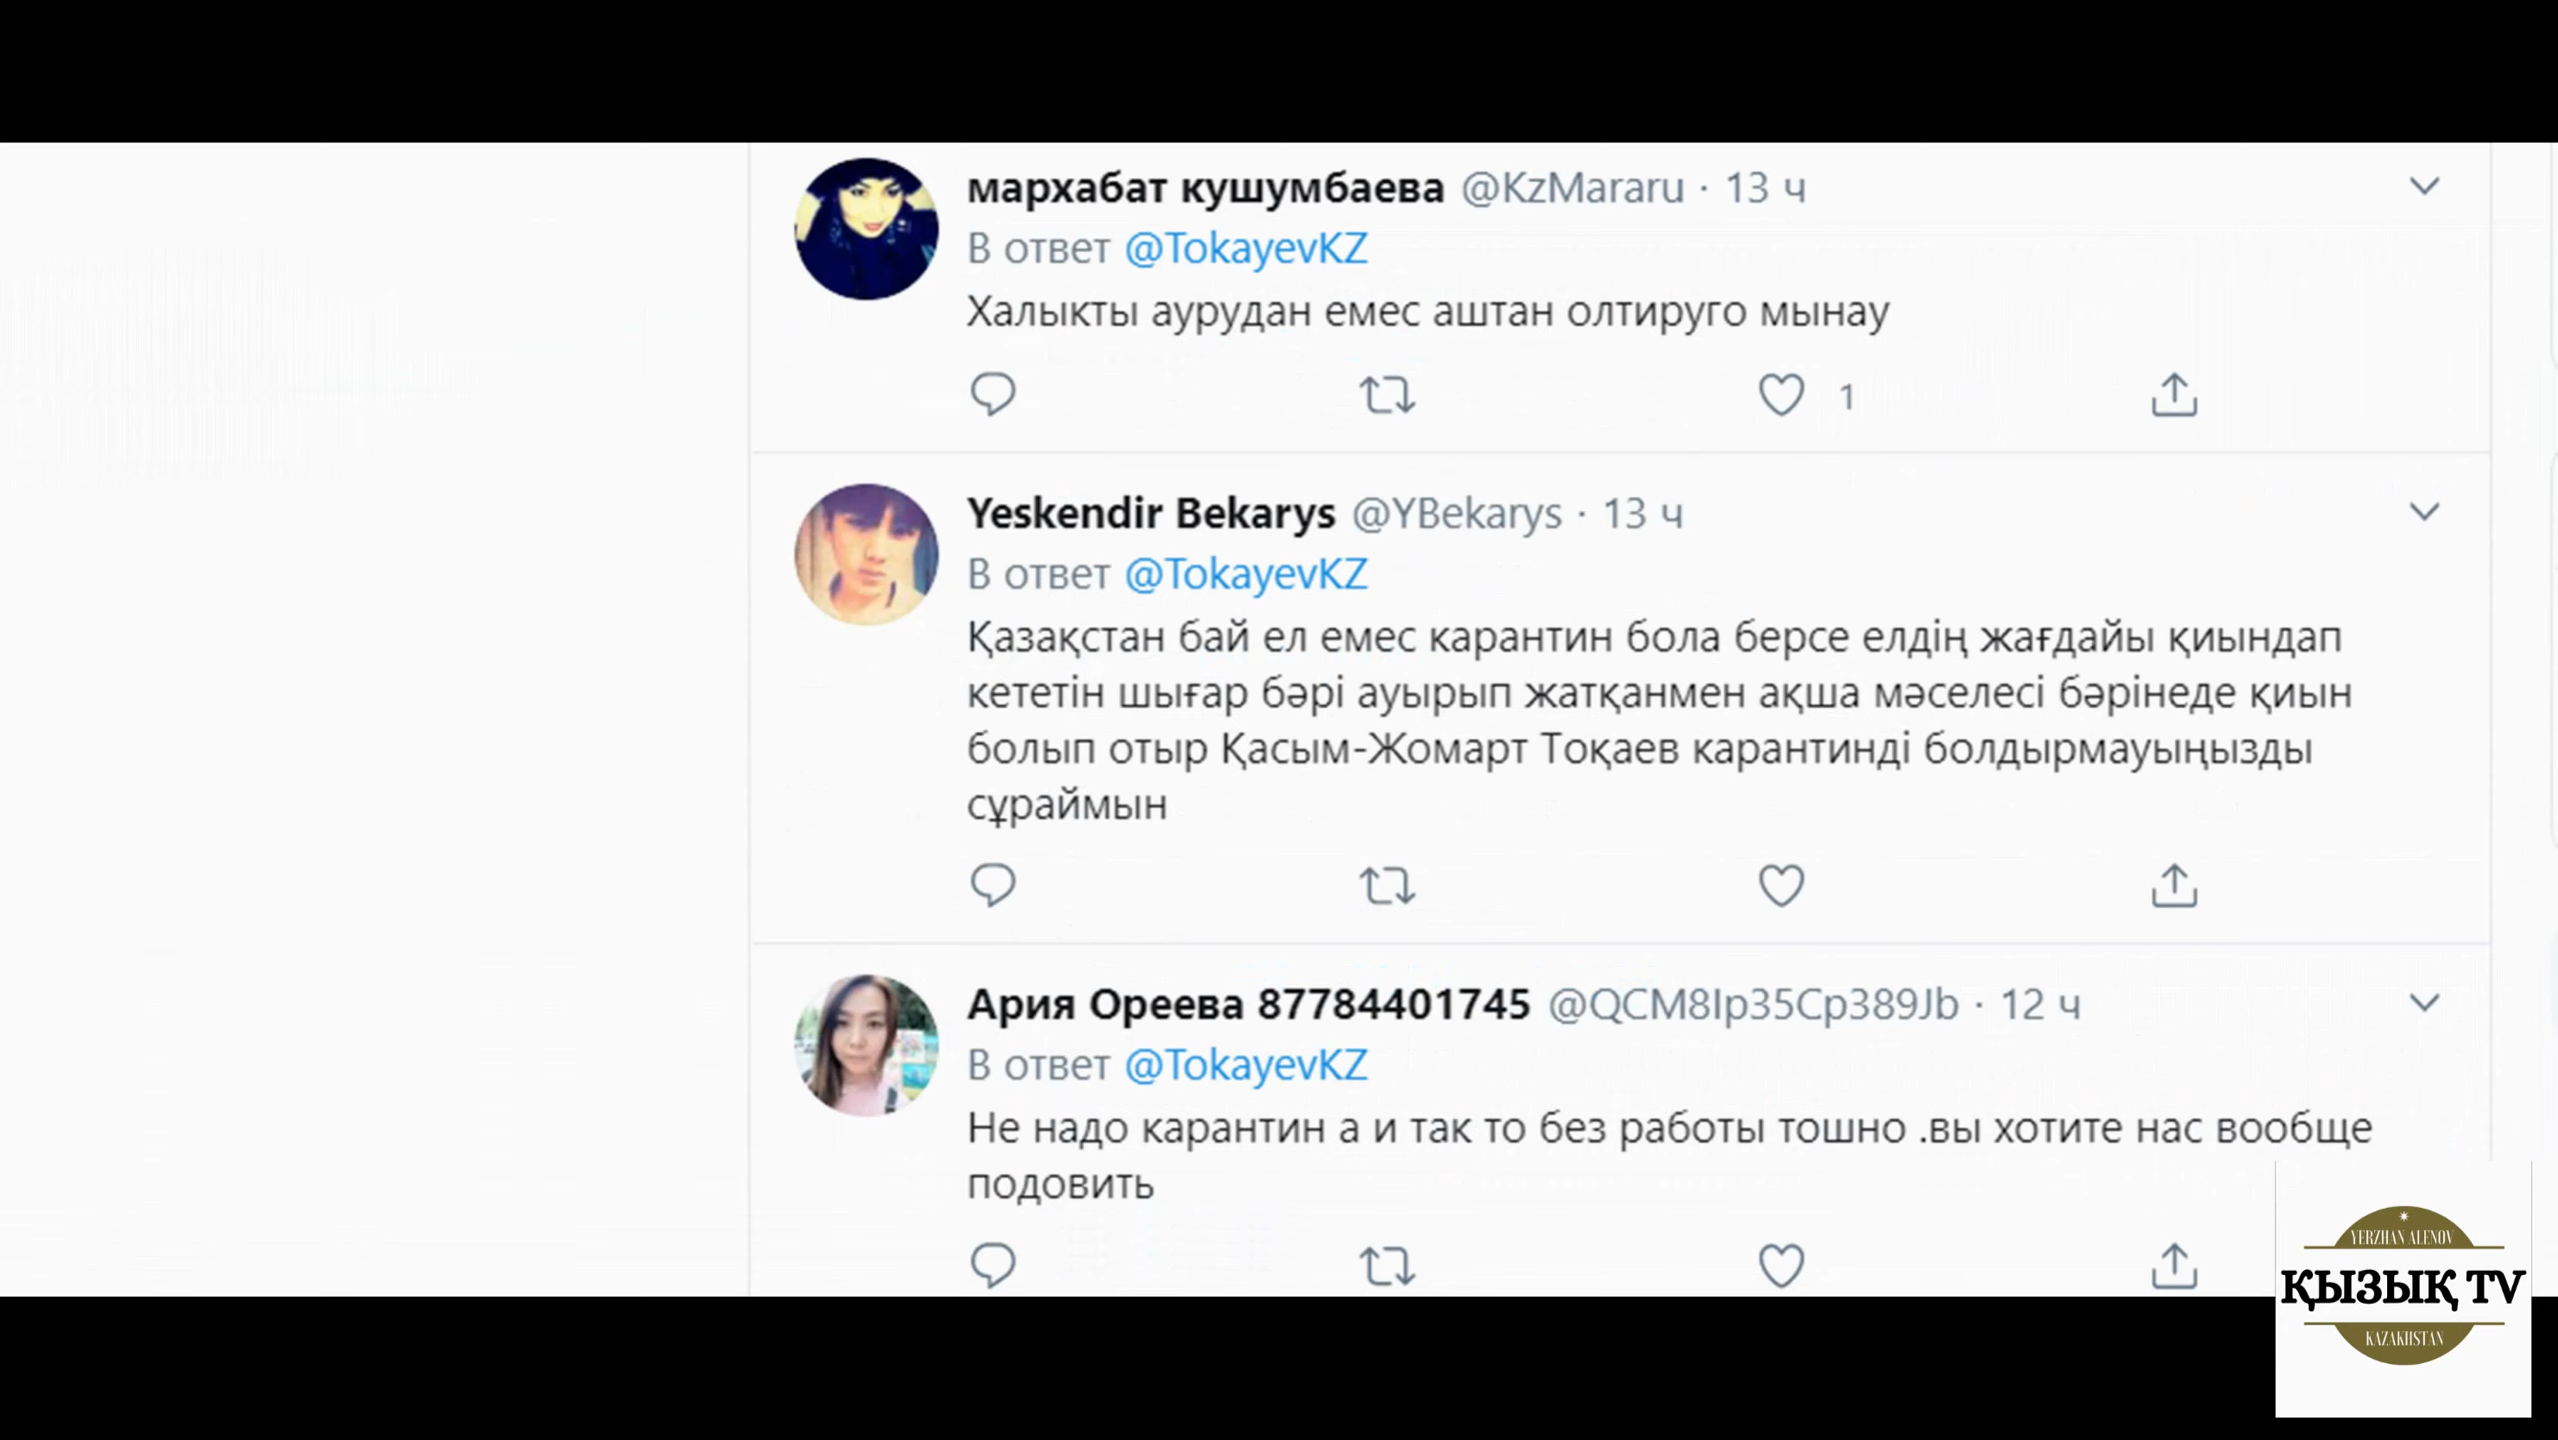 мархабат кушумбаева @KzMararu · 13 ч
В ответ @TokayevKZ
Халыкты аурудан емес аштан олтируго мынау
1
Yeskendir Bekarys @YBekarys · 13 ч
В ответ @TokayevKZ
Қазақстан бай ел емес карантин бола берсе елдің жағдайы қиындап
кететін шығар бәрі ауырып жатқанмен ақша мәселесі бәрінеде қиын
болып отыр Қасым-Жомарт Тоқаев карантинді болдырмауыңызды
сұраймын
Ария Ореева 87784401745 @QCM8Ip35Cp389Jb · 12 ч
В ответ @TokayevKZ
Не надо карантин а и так то без работы тошно .вы хотите нас вообще
подовить
YERZHAN ALENOV
ҚЫЗЫҚ TV
KAZAKHSTAN